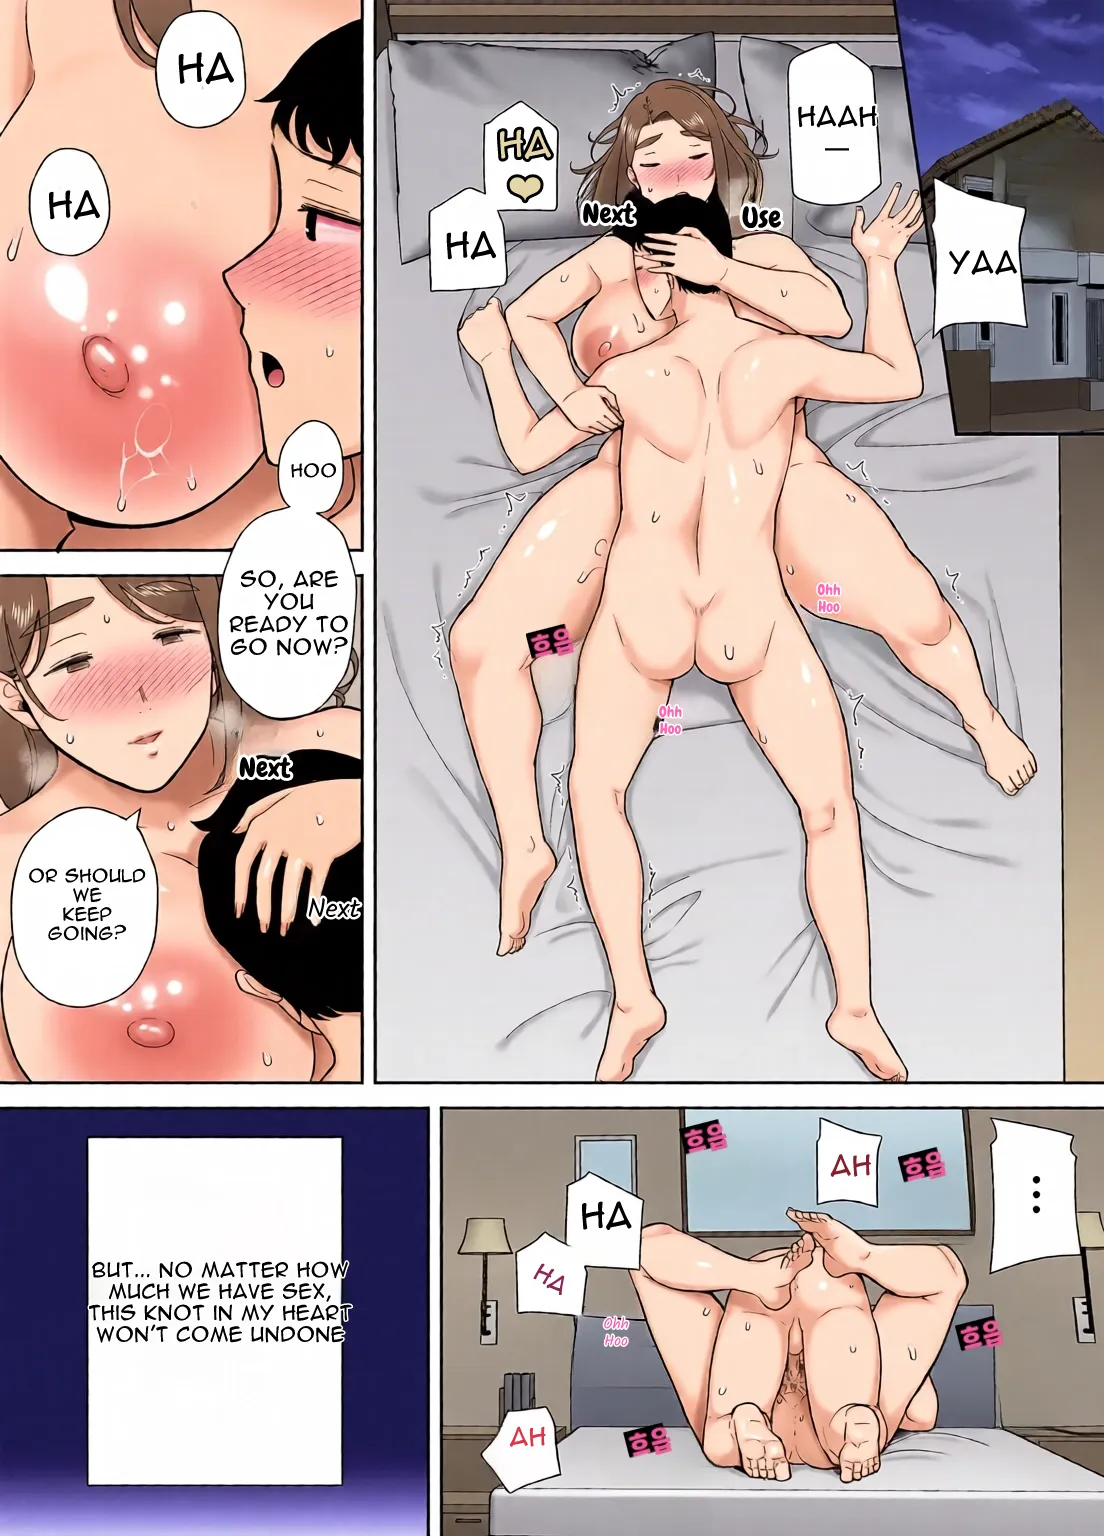 HA
HA
HAAH
—
HA
HA
YAA
Next
Use
HOO
SO, ARE
YOU
READY TO
GO NOW?
Next
OR SHOULD
WE
KEEP
GOING?
Next
Ohh
Hoo
흐읍
Ohh
Hoo
BUT... NO MATTER HOW
MUCH WE HAVE SEX,
THIS KNOT IN MY HEART
WON'T COME UNDONE
흐읍
AH
흐읍
HA
HA
Ohh
Hoo
흐읍
AH
흐읍